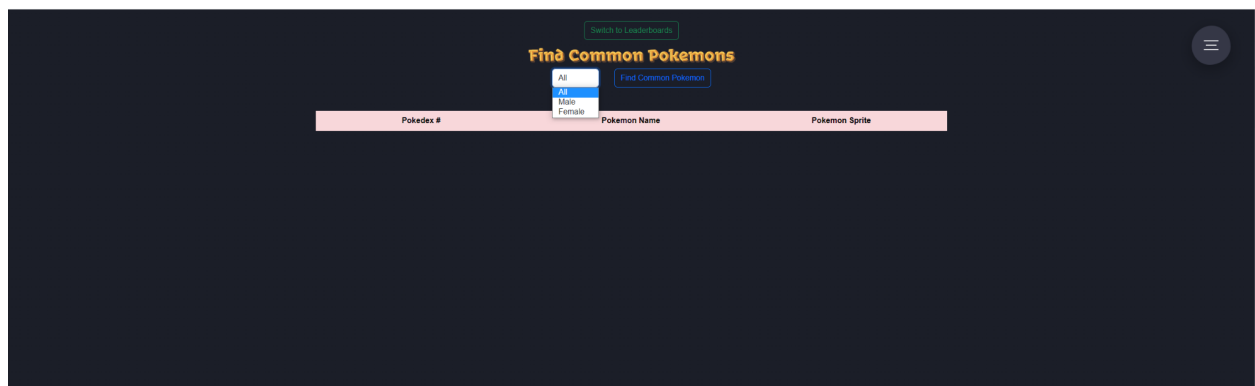 Switch to Leaderboards
Find Common Pokemons
All Find Common Pokemon
All
Male
Female
Pokedex # Pokemon Name Pokemon Sprite